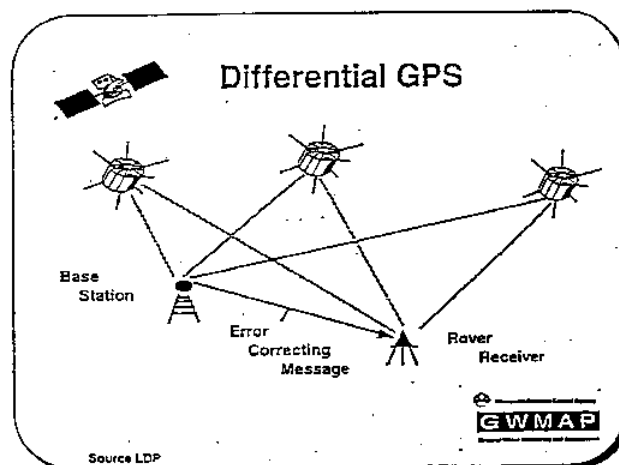 Differential GPS
Base
Station
Error
Correcting
Message
Rover
Receiver
GWMAP
Source LDP